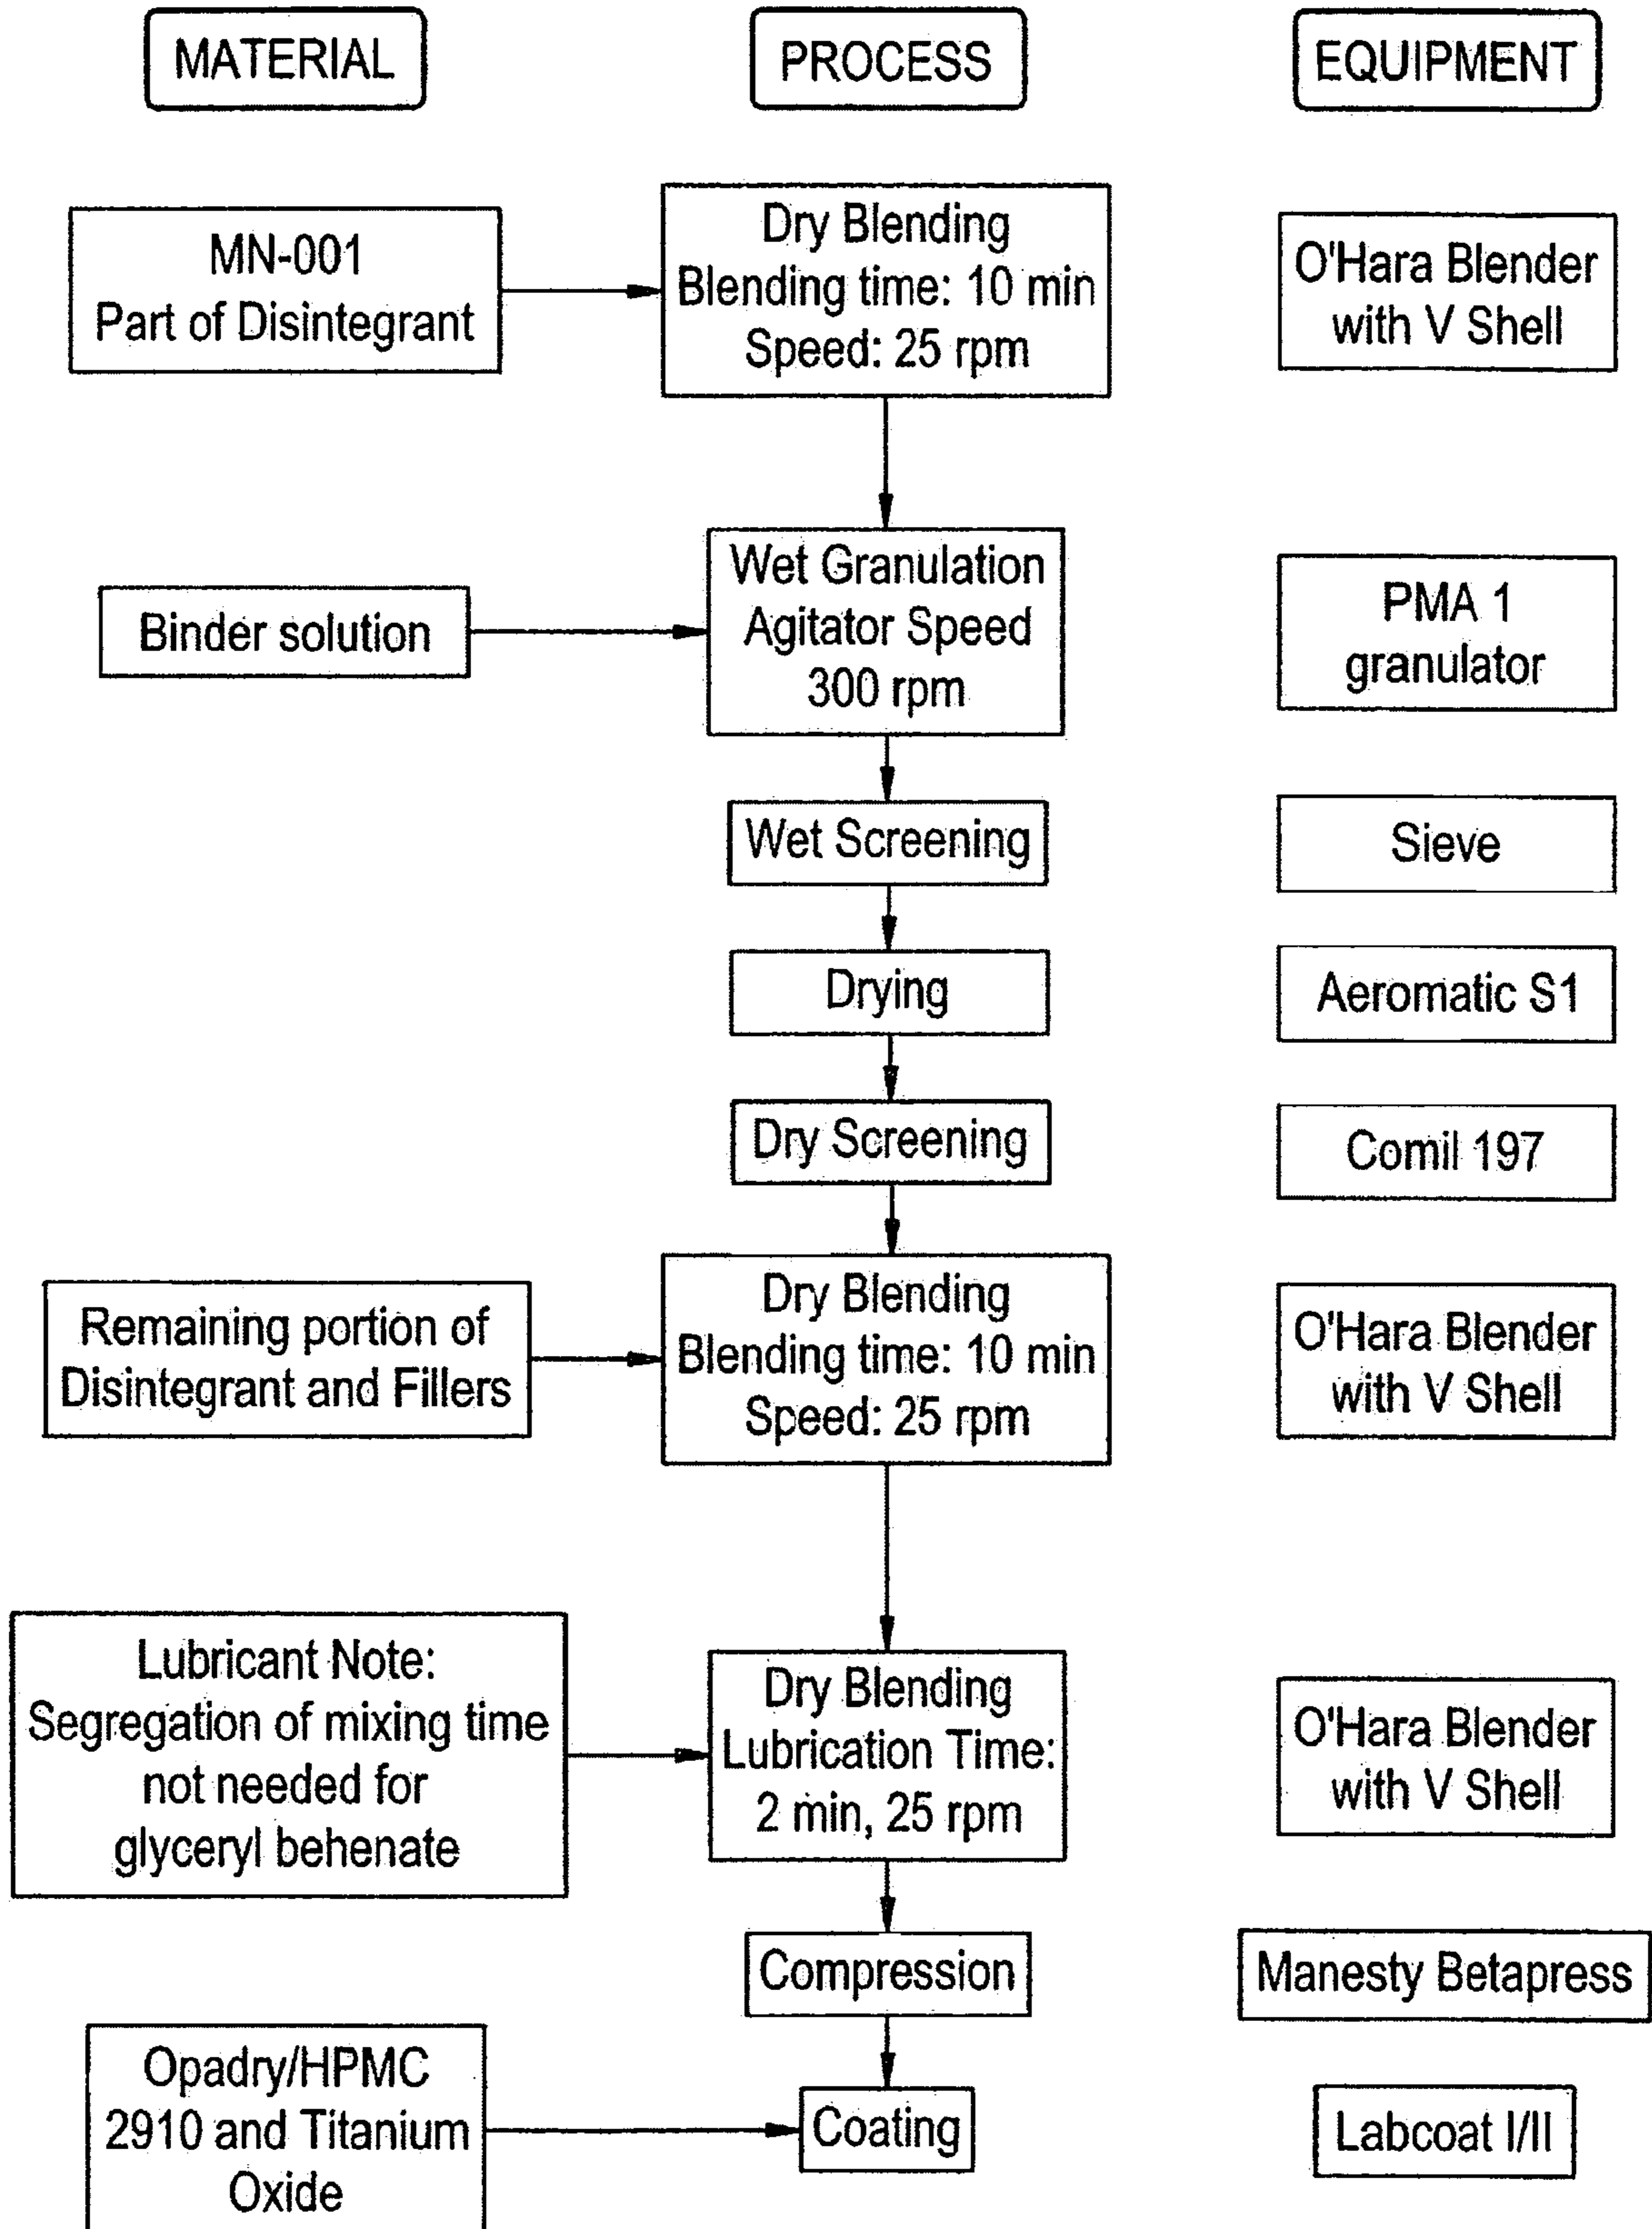 MATERIAL
PROCESS
EQUIPMENT
MN-001
Part of Disintegrant
Dry Blending
Blending time: 10 min
Speed: 25 rpm
O'Hara Blender
with V Shell
Binder solution
Wet Granulation
Agitator Speed
300 rpm
PMA 1
granulator
Wet Screening
Sieve
Drying
Aeromatic S1
Dry Screening
Comil 197
Remaining portion of
Disintegrant and Fillers
Dry Blending
Blending time: 10 min
Speed: 25 rpm
O'Hara Blender
with V Shell
Lubricant Note:
Segregation of mixing time
not needed for
glyceryl behenate
Dry Blending
Lubrication Time:
2 min, 25 rpm
O'Hara Blender
with V Shell
Compression
Manesty Betapress
Opadry/HPMC
2910 and Titanium
Oxide
Coating
Labcoat I/II